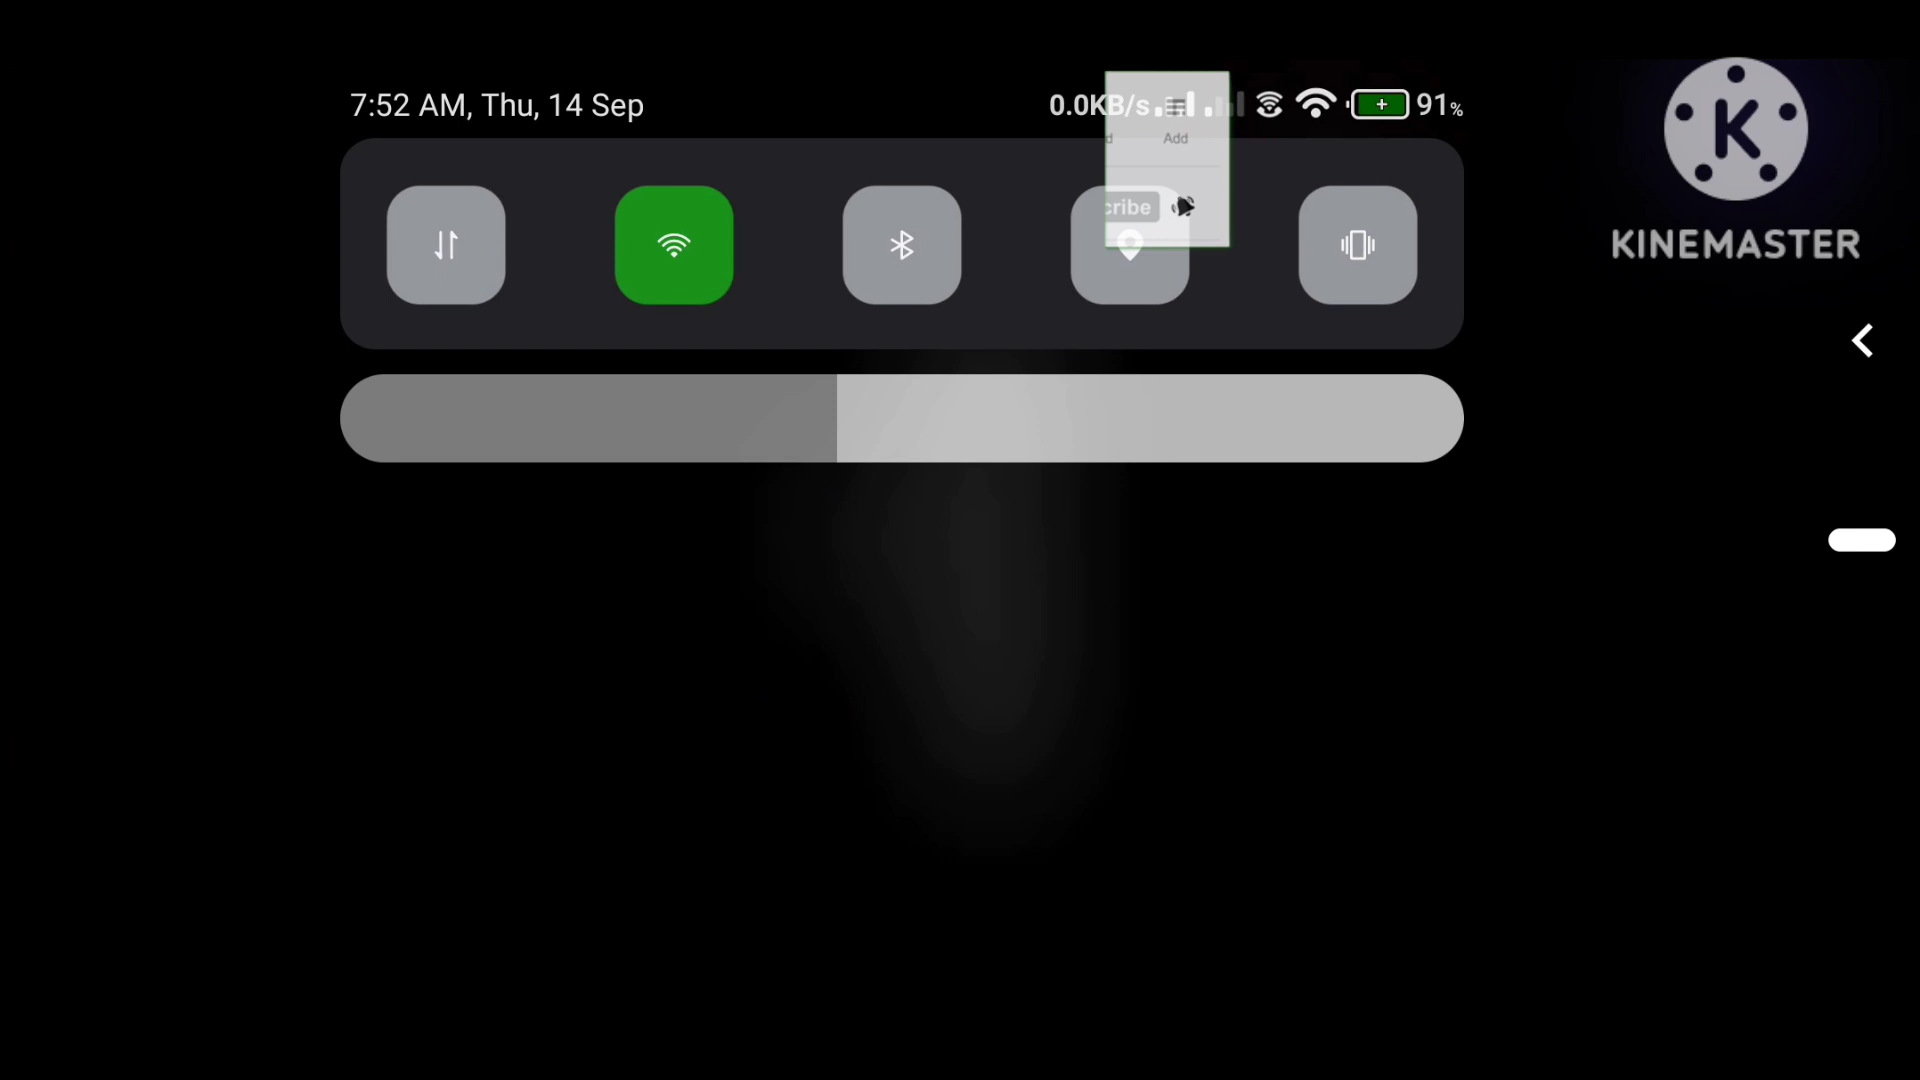 7:52 AM, Thu, 14 Sep
0.0KB/s
91%
d Add
cribe
K
KINEMASTER